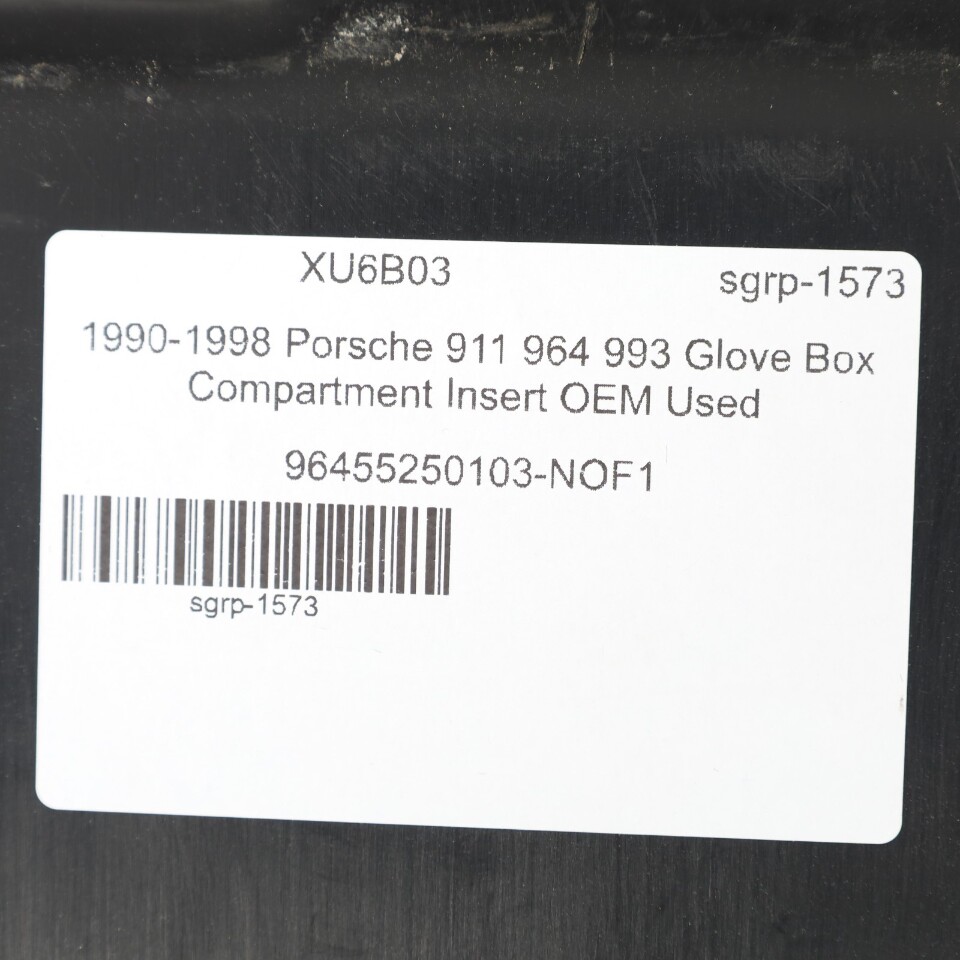 XU6B03 sgrp-1573
1990-1998 Porsche 911 964 993 Glove Box
Compartment Insert OEM Used
96455250103-NOF1
sgrp-1573